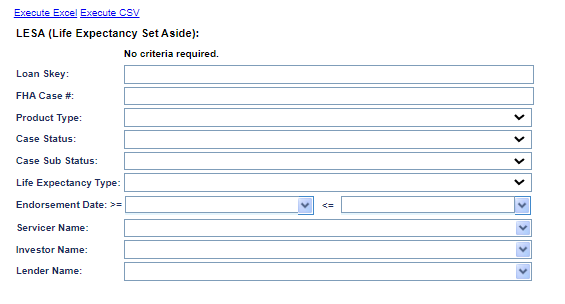 Execute Excel Execute CSV
LESA (Life Expectancy Set Aside):
No criteria required.
Loan Skey:
FHA Case #:
Product Type:
Case Status:
Case Sub Status:
Life Expectancy Type:
Endorsement Date: >= <=
Servicer Name:
Investor Name:
Lender Name: